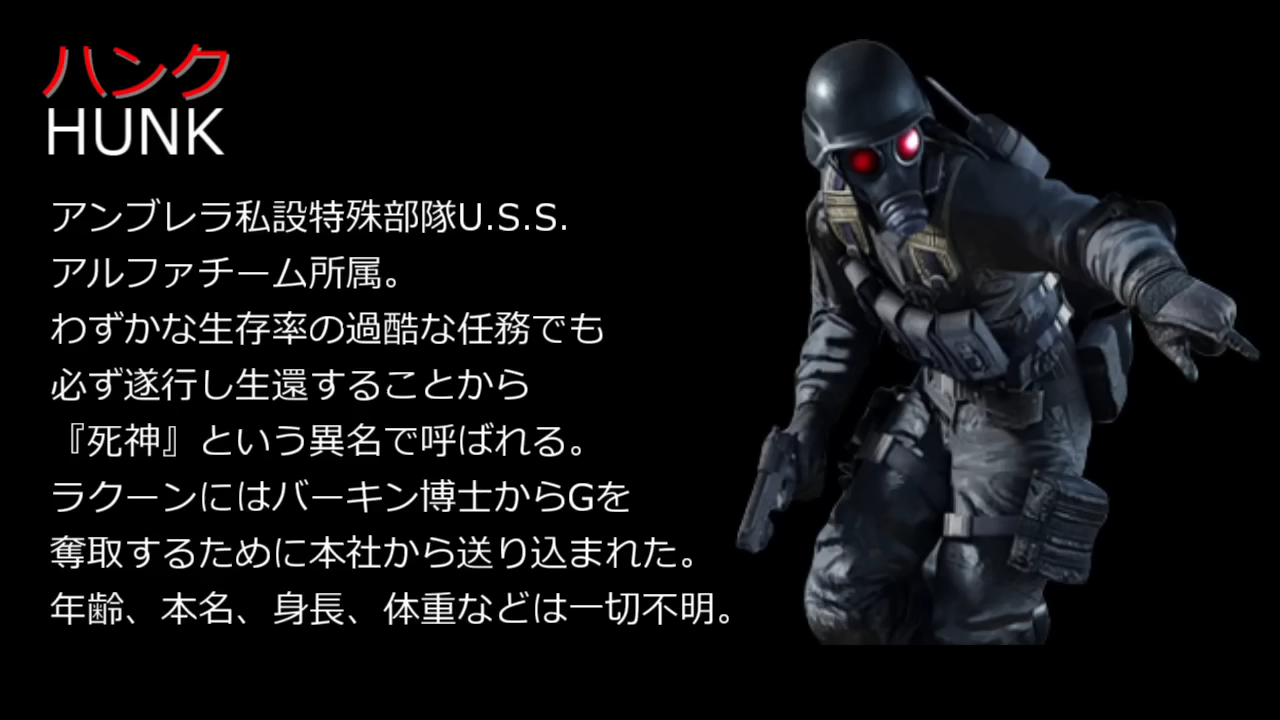 ハンク
HUNK
アンブレラ私設特殊部隊U.S.S.
アルファチーム所属。
わずかな生存率の過酷な任務でも
必ず遂行し生還することから
『死神』という異名で呼ばれる。
ラクーンにはバーキン博士からGを
奪取するために本社から送り込まれた。
年齢、本名、身長、体重などは一切不明。